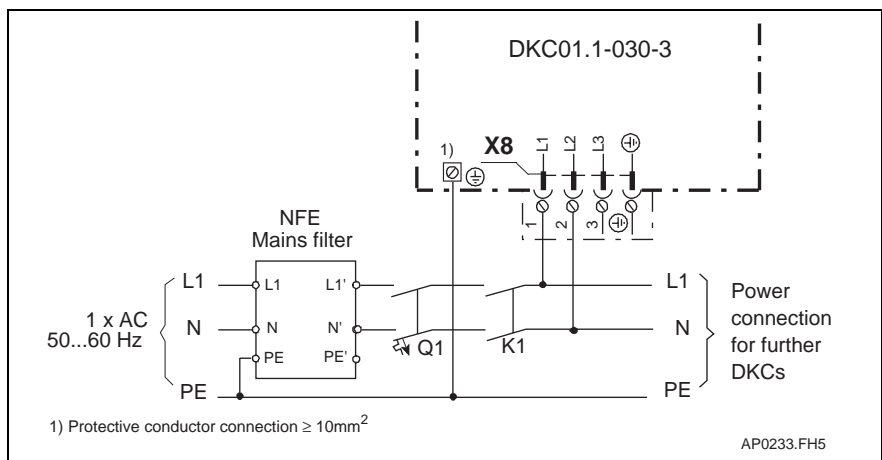 DKC01.1-030-3
1)
X8
L1
L2
L3
1
2
3
NFE
Mains filter
L1
L1
L1'
L1
1 x AC
50...60 Hz
N
N
N'
Q1
K1
N
PE
PE'
PE
PE
Power
connection
for further
DKCs
1) Protective conductor connection ≥ 10mm2
AP0233.FH5